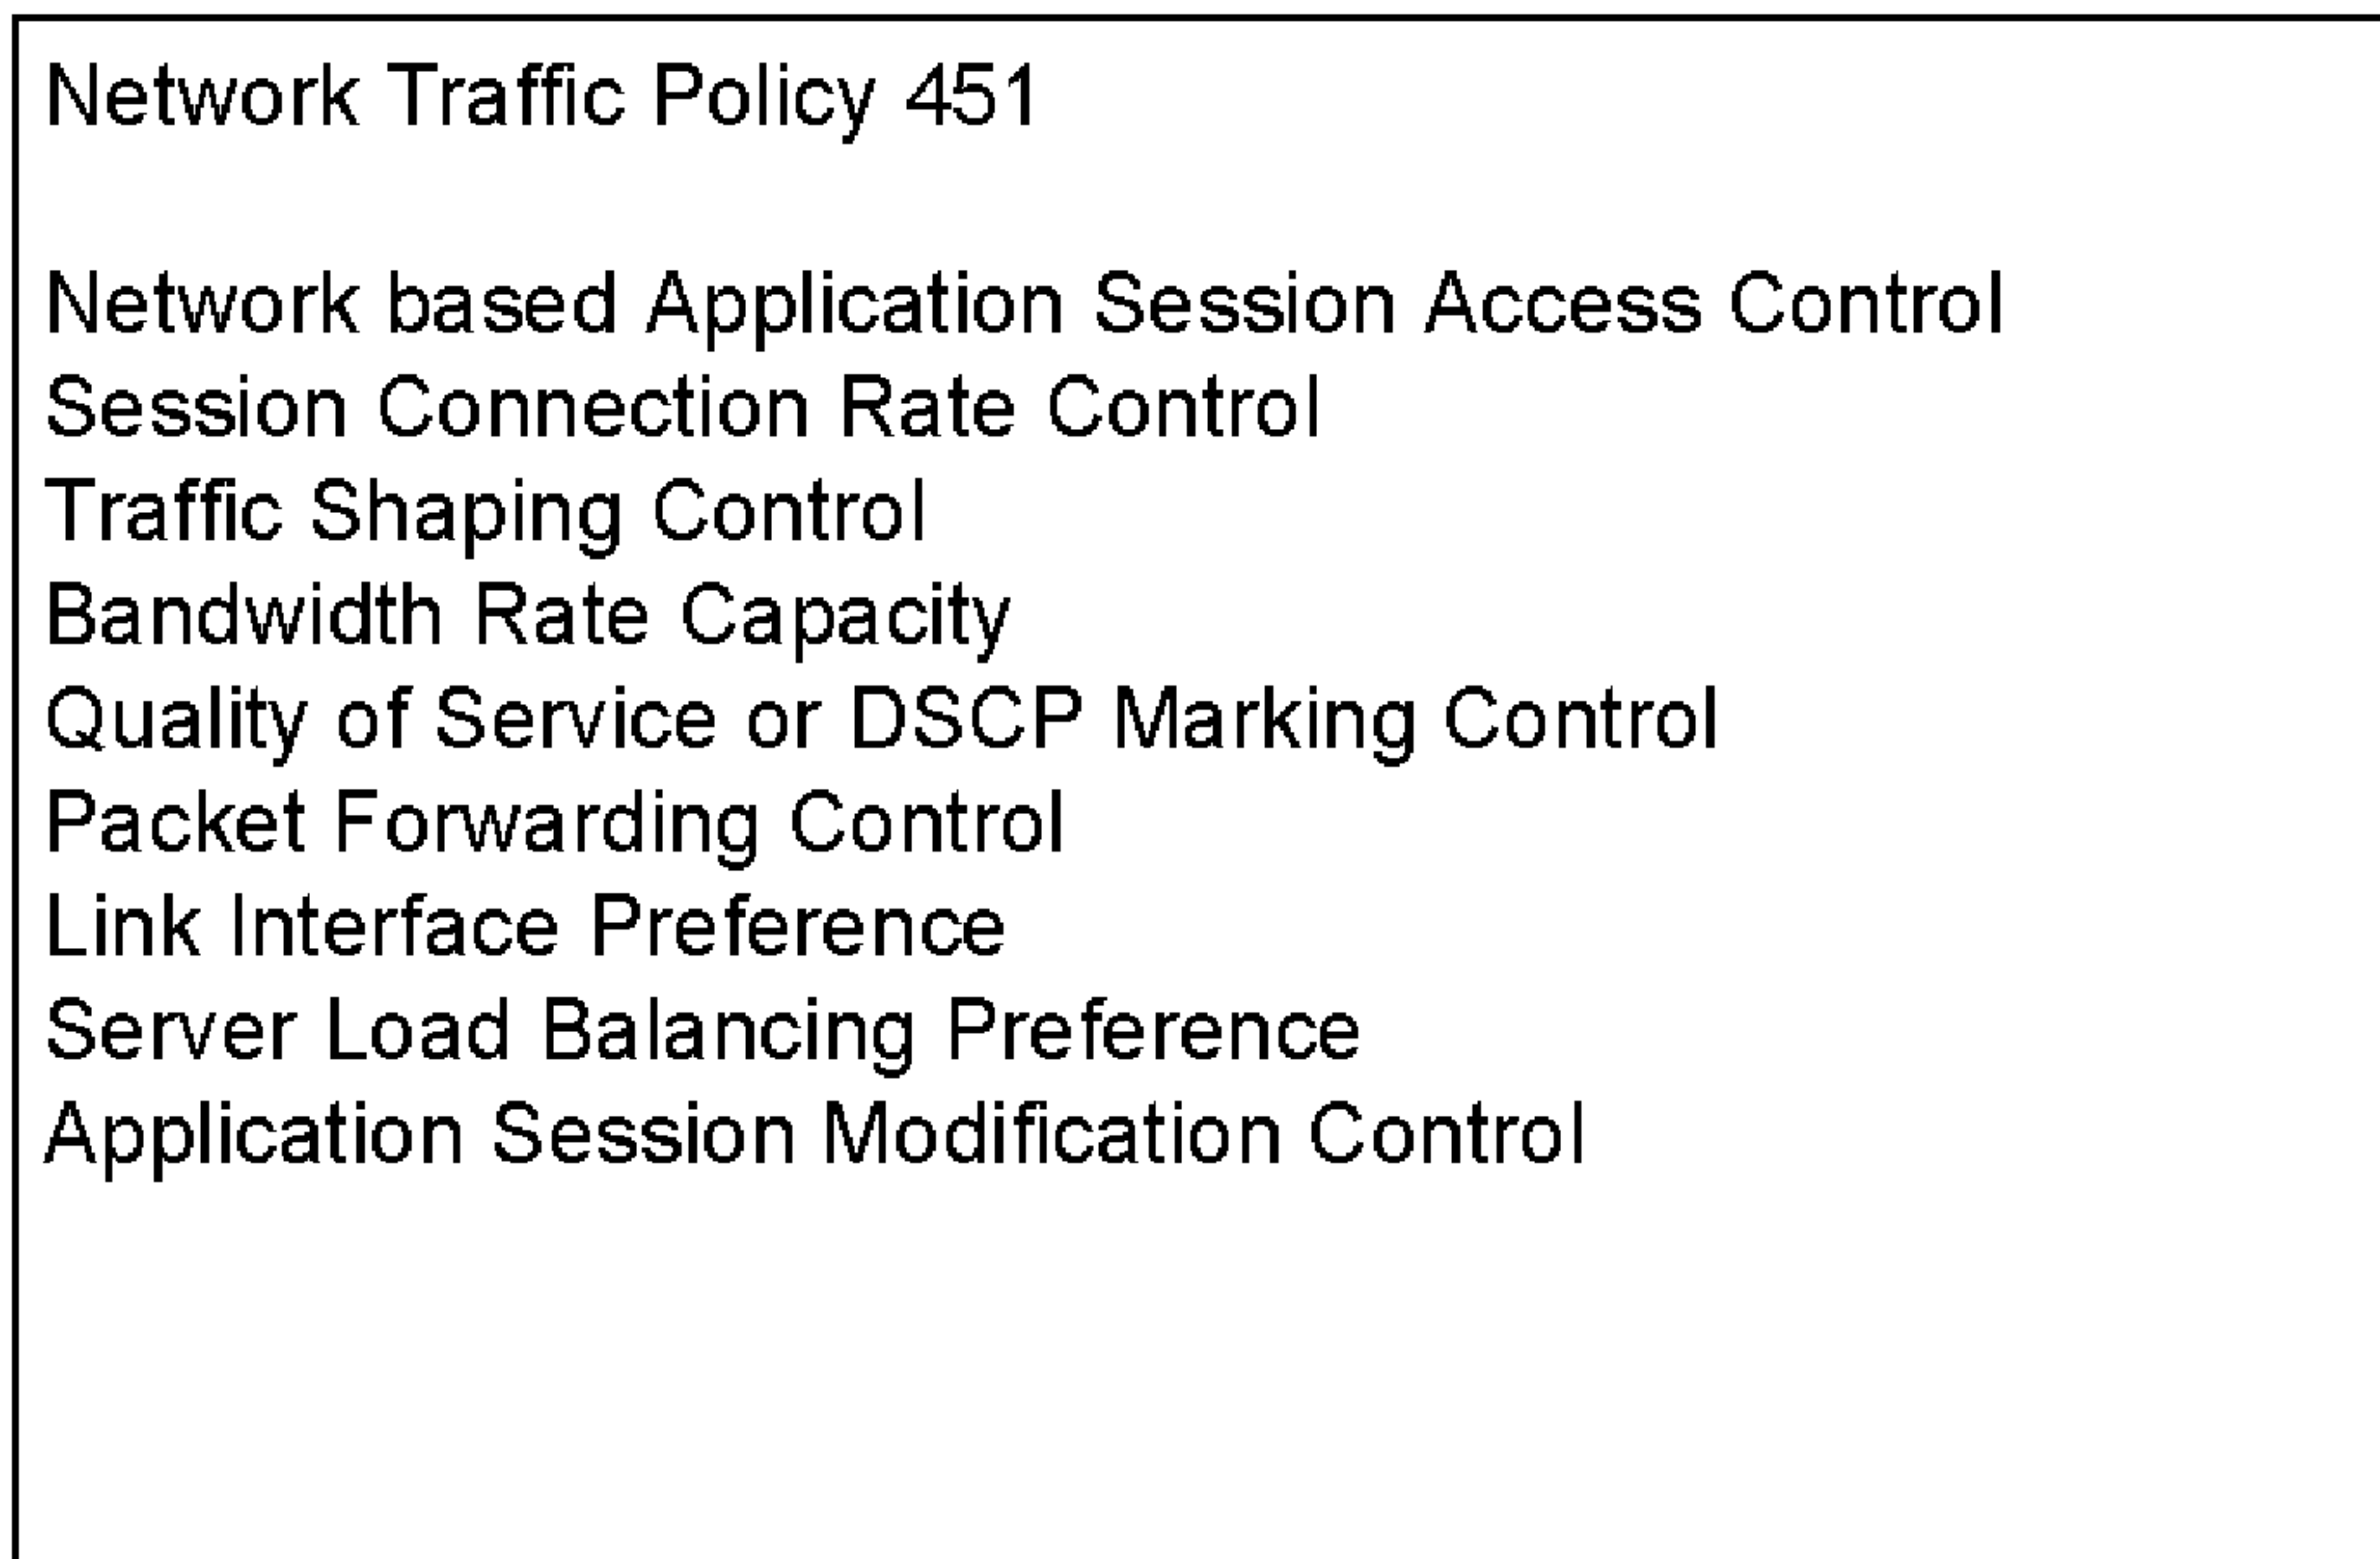 Network Traffic Policy 451
Network based Application Session Access Control
Session Connection Rate Control
Traffic Shaping Control
Bandwidth Rate Capacity
Quality of Service or DSCP Marking Control
Packet Forwarding Control
Link Interface Preference
Server Load Balancing Preference
Application Session Modification Control